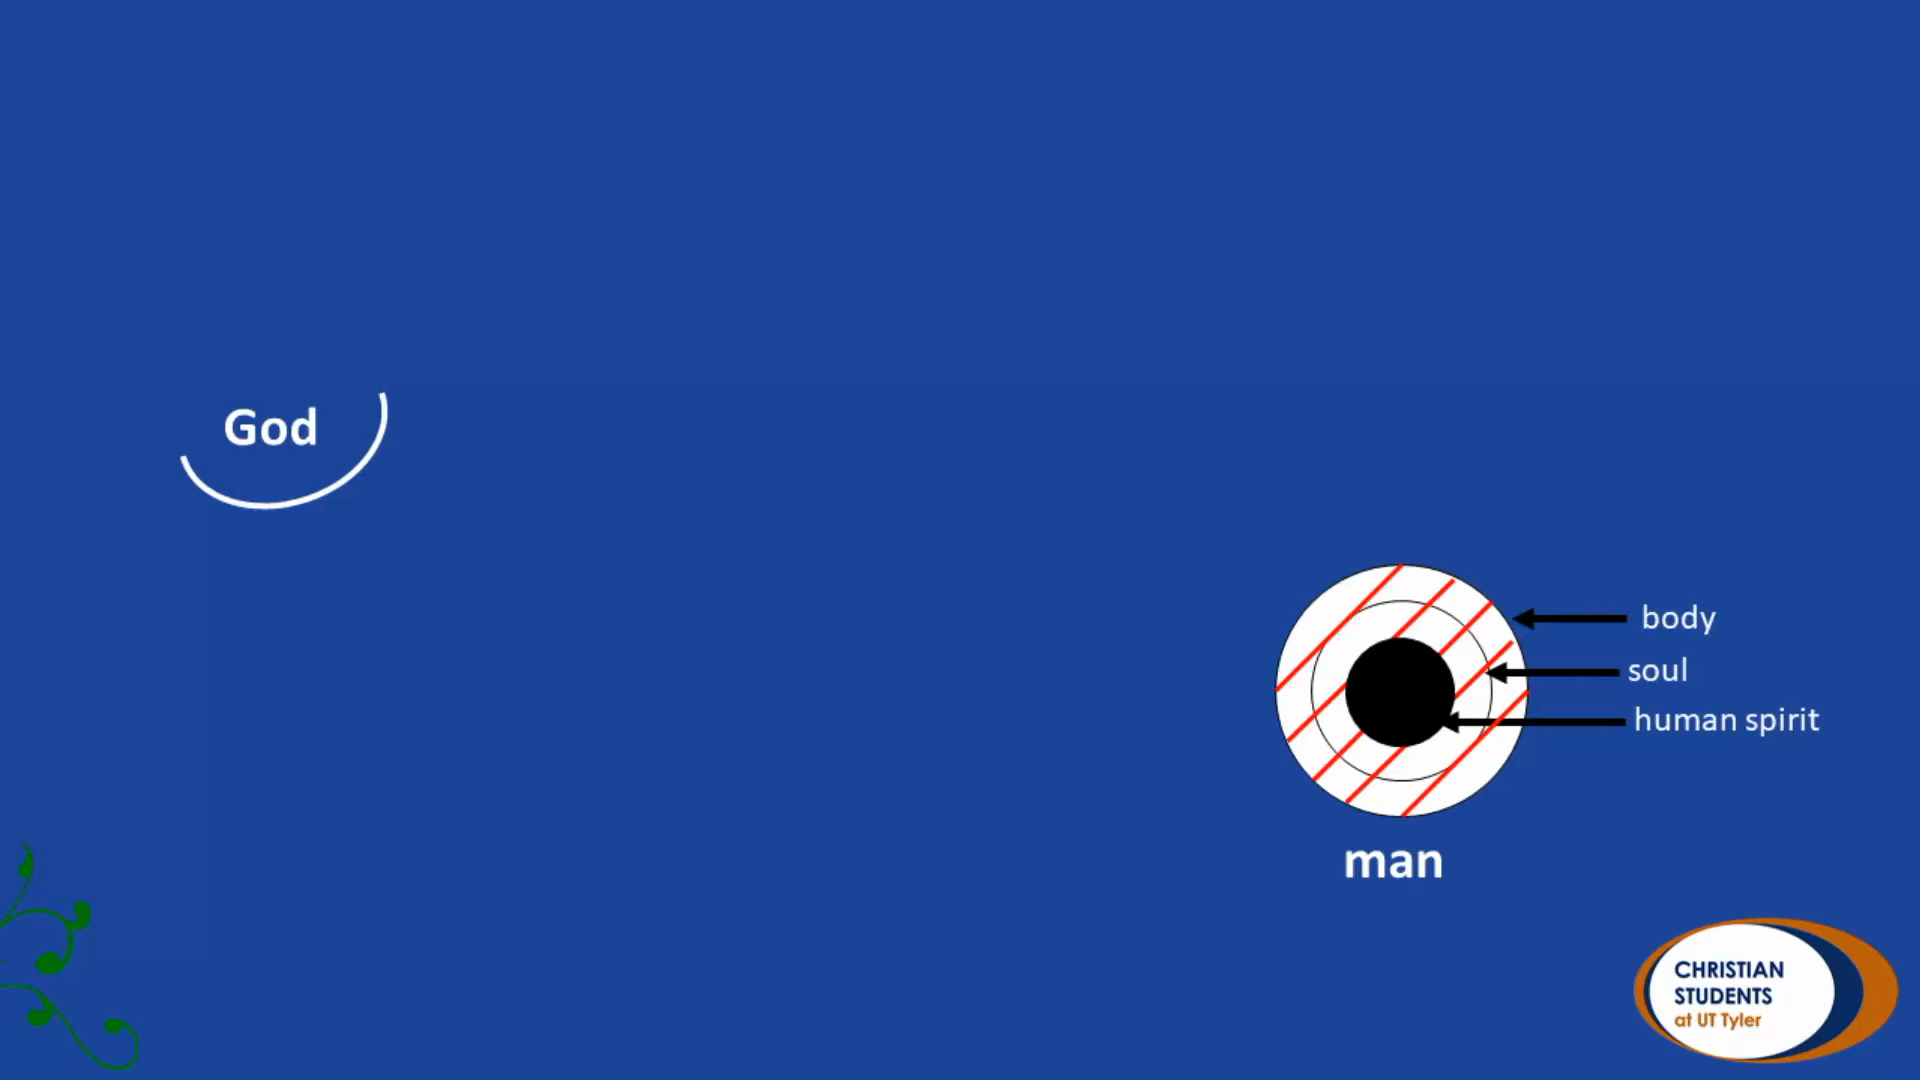 God
body
soul
human spirit
man
CHRISTIAN
STUDENTS
at UT Tyler